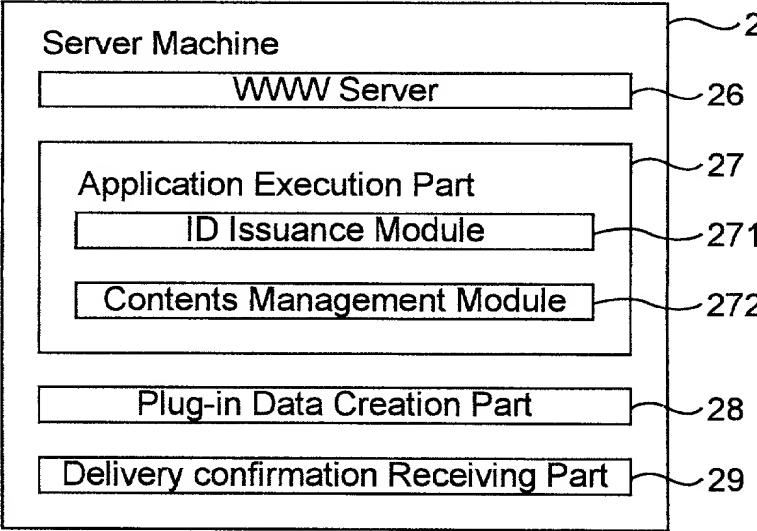 2
Server Machine
WWW Server 26
27
Application Execution Part
ID Issuance Module 271
Contents Management Module 272
Plug-in Data Creation Part 28
Delivery confirmation Receiving Part 29